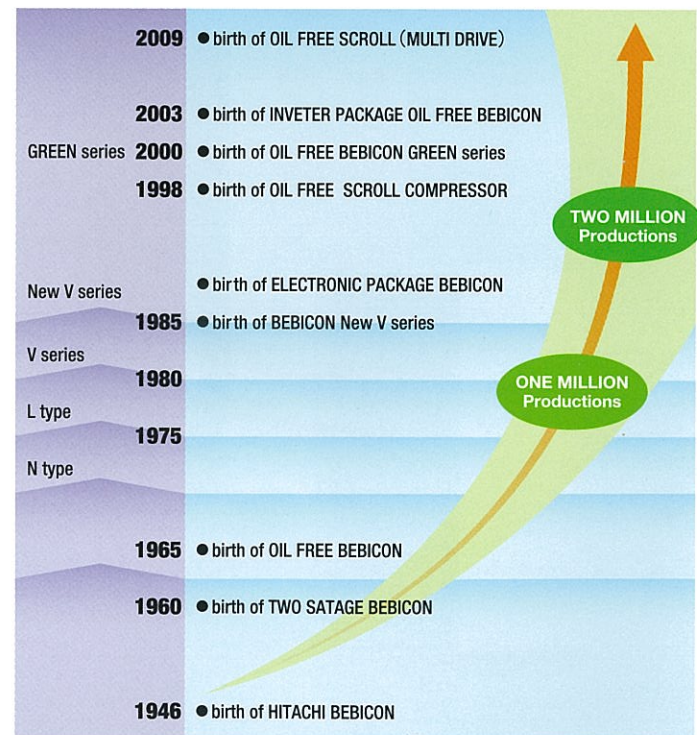 2009 ●birth of OIL FREE SCROLL (MULTI DRIVE)
2003 ●birth of INVETER PACKAGE OIL FREE BEBICON
GREEN series 2000 ●birth of OIL FREE BEBICON GREEN series
1998 ●birth of OIL FREE SCROLL COMPRESSOR
TWO MILLION
Productions
New V series ●birth of ELECTRONIC PACKAGE BEBICON
1985 ●birth of BEBICON New V series
V series
1980
ONE MILLION
Productions
L type
1975
N type
1965 ●birth of OIL FREE BEBICON
1960 ●birth of TWO SATAGE BEBICON
1946 ●birth of HITACHI BEBICON